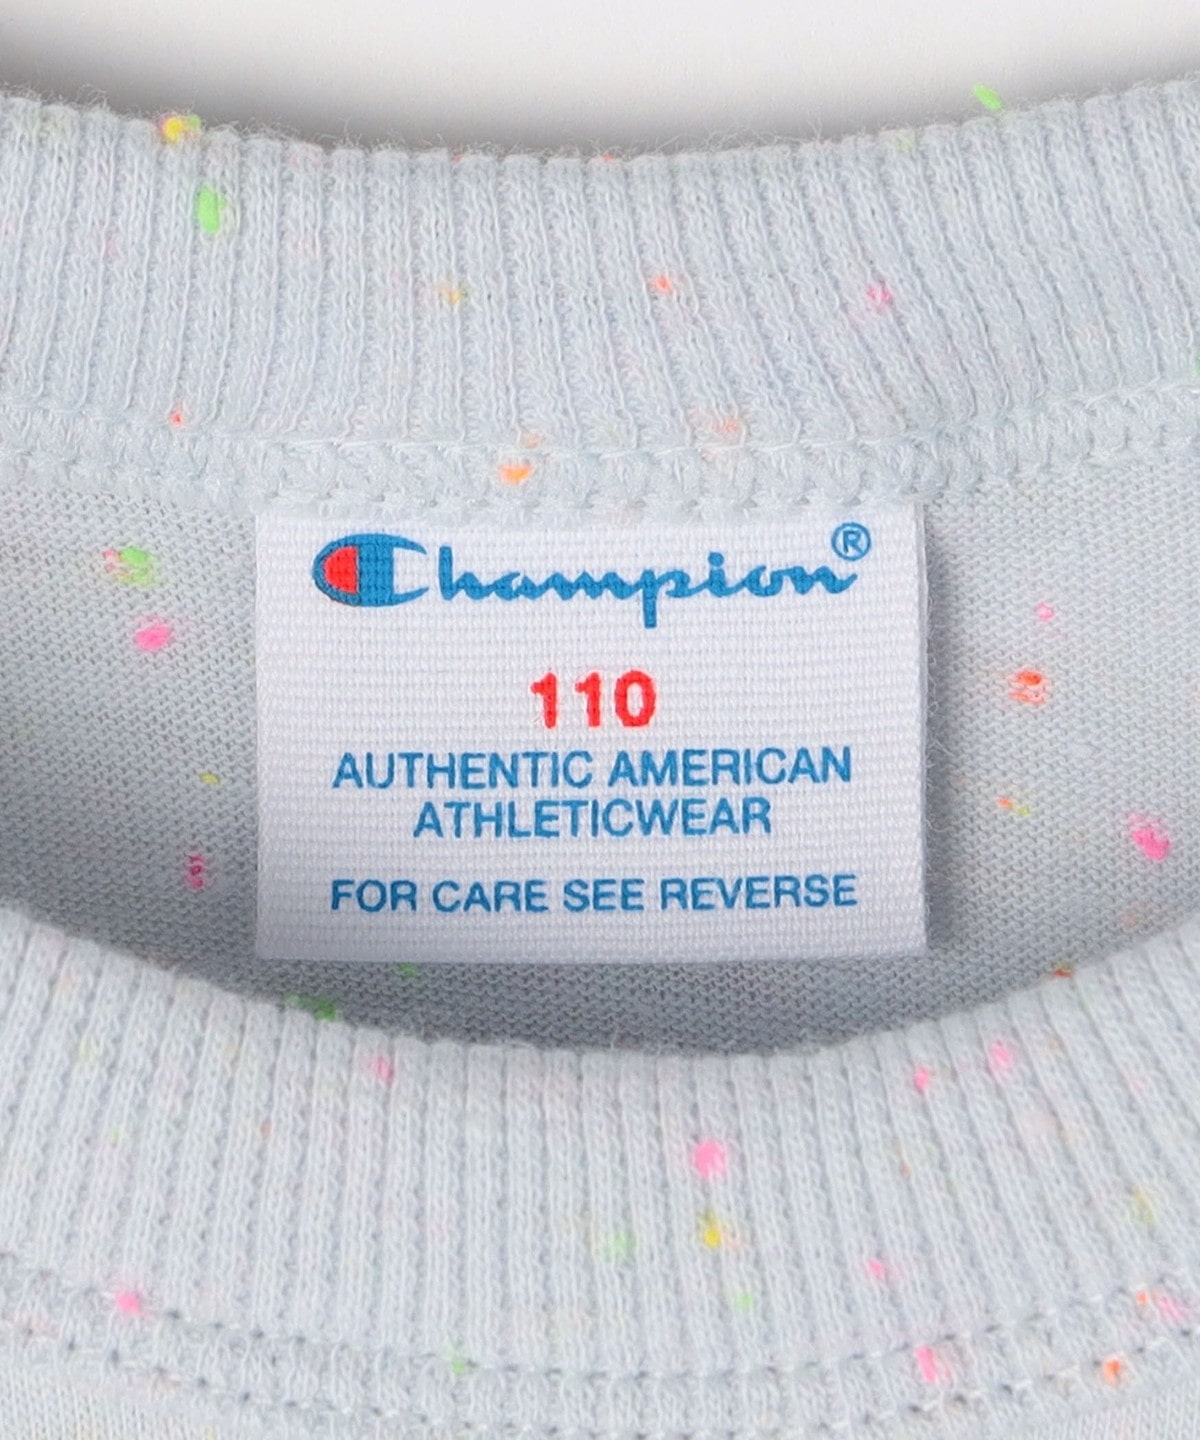 Champion®
110
AUTHENTIC AMERICAN
ATHLETICWEAR
FOR CARE SEE REVERSE